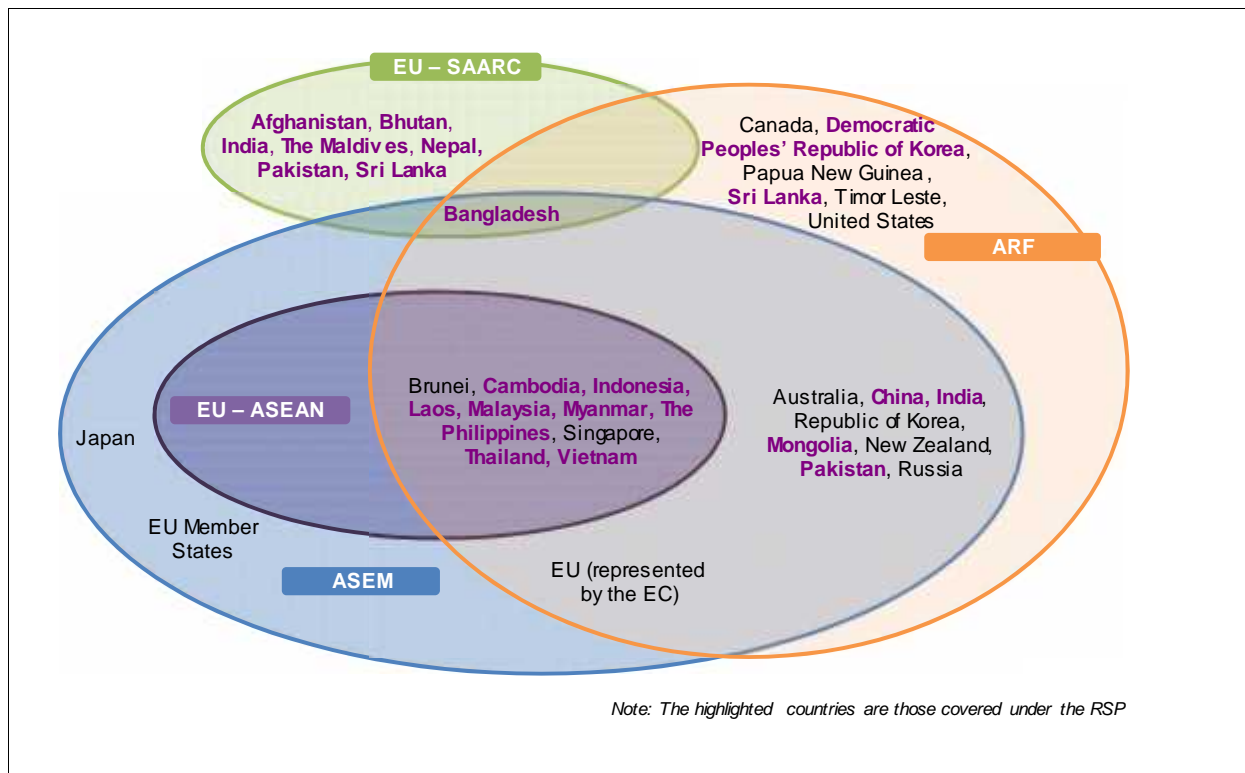 EU – SAARC
Afghanistan, Bhutan,
India, The Maldives, Nepal,
Pakistan, Sri Lanka
Canada, Democratic
Peoples' Republic of Korea,
Papua New Guinea ,
Sri Lanka, Timor Leste,
United States
Bangladesh
ARF
Brunei, Cambodia, Indonesia,
Laos, Malaysia, Myanmar, The
Philippines, Singapore,
Thailand, Vietnam
Australia, China, India,
Republic of Korea,
Mongolia, New Zealand,
Pakistan, Russia
EU – ASEAN
Japan
EU Member
States
ASEM
EU (represented
by the EC)
Note: The highlighted countries are those covered under the RSP